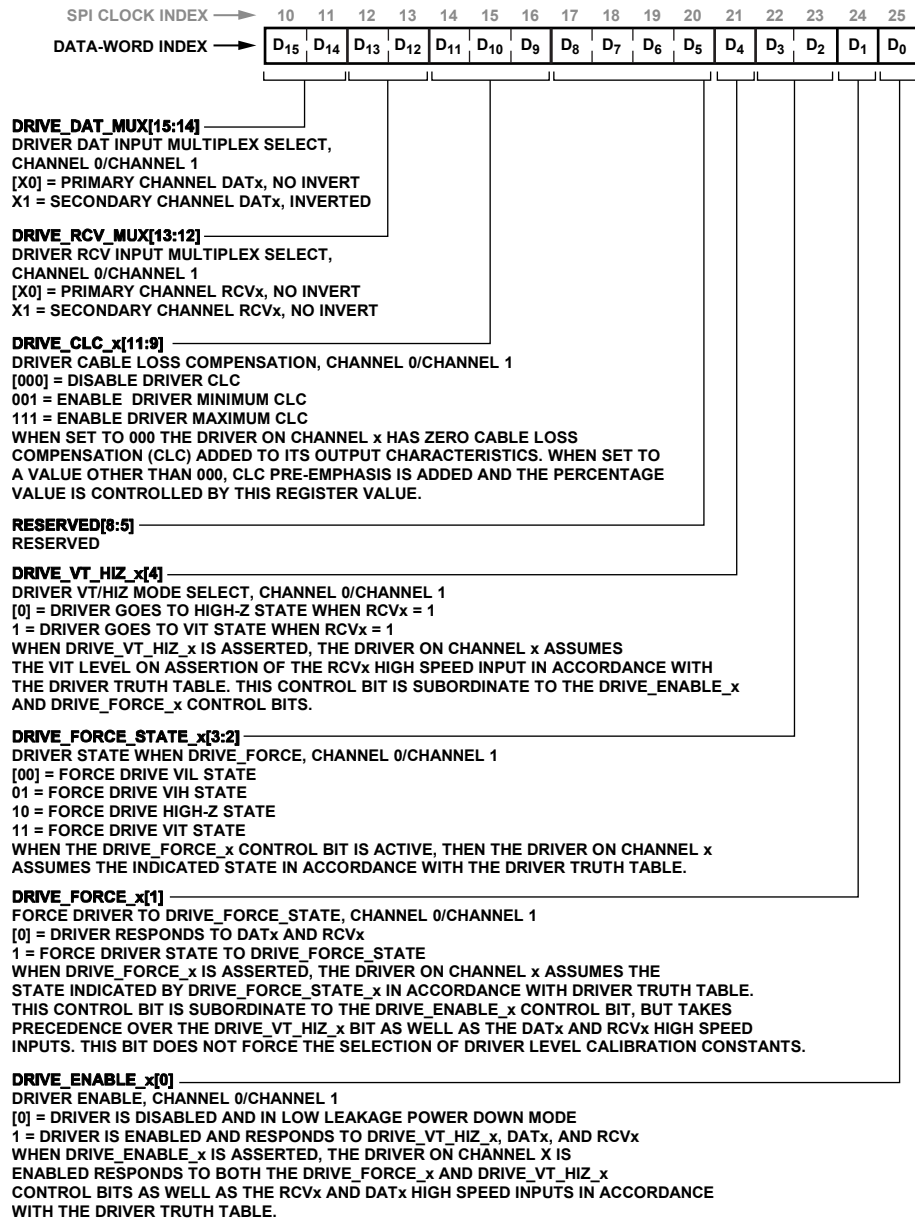 SPI CLOCK INDEX 10 11 12 13 14 15 16 17 18 19 20 21 22 23 24 25
DATA-WORD INDEX D15 D14 D13 D12 D11 D10 D9 D8 D7 D6 D5 D4 D3 D2 D1 D0
DRIVE_DAT_MUX[15:14]
DRIVER DAT INPUT MULTIPLEX SELECT,
CHANNEL 0/CHANNEL 1
[X0] = PRIMARY CHANNEL DATx, NO INVERT
X1 = SECONDARY CHANNEL DATx, INVERTED
DRIVE_RCV_MUX[13:12]
DRIVER RCV INPUT MULTIPLEX SELECT,
CHANNEL 0/CHANNEL 1
[X0] = PRIMARY CHANNEL RCVx, NO INVERT
X1 = SECONDARY CHANNEL RCVx, NO INVERT
DRIVE_CLC_x[11:9]
DRIVER CABLE LOSS COMPENSATION, CHANNEL 0/CHANNEL 1
[000] = DISABLE DRIVER CLC
001 = ENABLE DRIVER MINIMUM CLC
111 = ENABLE DRIVER MAXIMUM CLC
WHEN SET TO 000 THE DRIVER ON CHANNEL x HAS ZERO CABLE LOSS
COMPENSATION (CLC) ADDED TO ITS OUTPUT CHARACTERISTICS. WHEN SET TO
A VALUE OTHER THAN 000, CLC PRE-EMPHASIS IS ADDED AND THE PERCENTAGE
VALUE IS CONTROLLED BY THIS REGISTER VALUE.
RESERVED[8:5]
RESERVED
DRIVE_VT_HIZ_x[4]
DRIVER VT/HIZ MODE SELECT, CHANNEL 0/CHANNEL 1
[0] = DRIVER GOES TO HIGH-Z STATE WHEN RCVx = 1
1 = DRIVER GOES TO VIT STATE WHEN RCVx = 1
WHEN DRIVE_VT_HIZ_x IS ASSERTED, THE DRIVER ON CHANNEL x ASSUMES
THE VIT LEVEL ON ASSERTION OF THE RCVx HIGH SPEED INPUT IN ACCORDANCE WITH
THE DRIVER TRUTH TABLE. THIS CONTROL BIT IS SUBORDINATE TO THE DRIVE_ENABLE_x
AND DRIVE_FORCE_x CONTROL BITS.
DRIVE_FORCE_STATE_x[3:2]
DRIVER STATE WHEN DRIVE_FORCE, CHANNEL 0/CHANNEL 1
[00] = FORCE DRIVE VIL STATE
01 = FORCE DRIVE VIH STATE
10 = FORCE DRIVE HIGH-Z STATE
11 = FORCE DRIVE VIT STATE
WHEN THE DRIVE_FORCE_x CONTROL BIT IS ACTIVE, THEN THE DRIVER ON CHANNEL x
ASSUMES THE INDICATED STATE IN ACCORDANCE WITH THE DRIVER TRUTH TABLE.
DRIVE_FORCE_x[1]
FORCE DRIVER TO DRIVE_FORCE_STATE, CHANNEL 0/CHANNEL 1
[0] = DRIVER RESPONDS TO DATx AND RCVx
1 = FORCE DRIVER STATE TO DRIVE_FORCE_STATE
WHEN DRIVE_FORCE_x IS ASSERTED, THE DRIVER ON CHANNEL x ASSUMES THE
STATE INDICATED BY DRIVE_FORCE_STATE_x IN ACCORDANCE WITH DRIVER TRUTH TABLE.
THIS CONTROL BIT IS SUBORDINATE TO THE DRIVE_ENABLE_x CONTROL BIT, BUT TAKES
PRECEDENCE OVER THE DRIVE_VT_HIZ_x BIT AS WELL AS THE DATx AND RCVx HIGH SPEED
INPUTS. THIS BIT DOES NOT FORCE THE SELECTION OF DRIVER LEVEL CALIBRATION CONSTANTS.
DRIVE_ENABLE_x[0]
DRIVER ENABLE, CHANNEL 0/CHANNEL 1
[0] = DRIVER IS DISABLED AND IN LOW LEAKAGE POWER DOWN MODE
1 = DRIVER IS ENABLED AND RESPONDS TO DRIVE_VT_HIZ_x, DATx, AND RCVx
WHEN DRIVE_ENABLE_x IS ASSERTED, THE DRIVER ON CHANNEL X IS
ENABLED RESPONDS TO BOTH THE DRIVE_FORCE_x AND DRIVE_VT_HIZ_x
CONTROL BITS AS WELL AS THE RCVx AND DATx HIGH SPEED INPUTS IN ACCORDANCE
WITH THE DRIVER TRUTH TABLE.